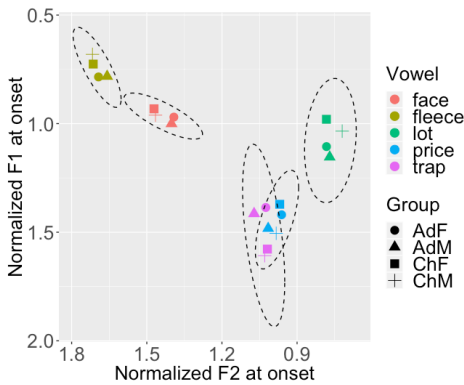 0.5
1.0
1.5
2.0
Normalized F1 at onset
1.8
1.5
1.2
0.9
Normalized F2 at onset
Vowel
face
fleece
lot
price
trap
Group
AdF
AdM
ChF
ChM